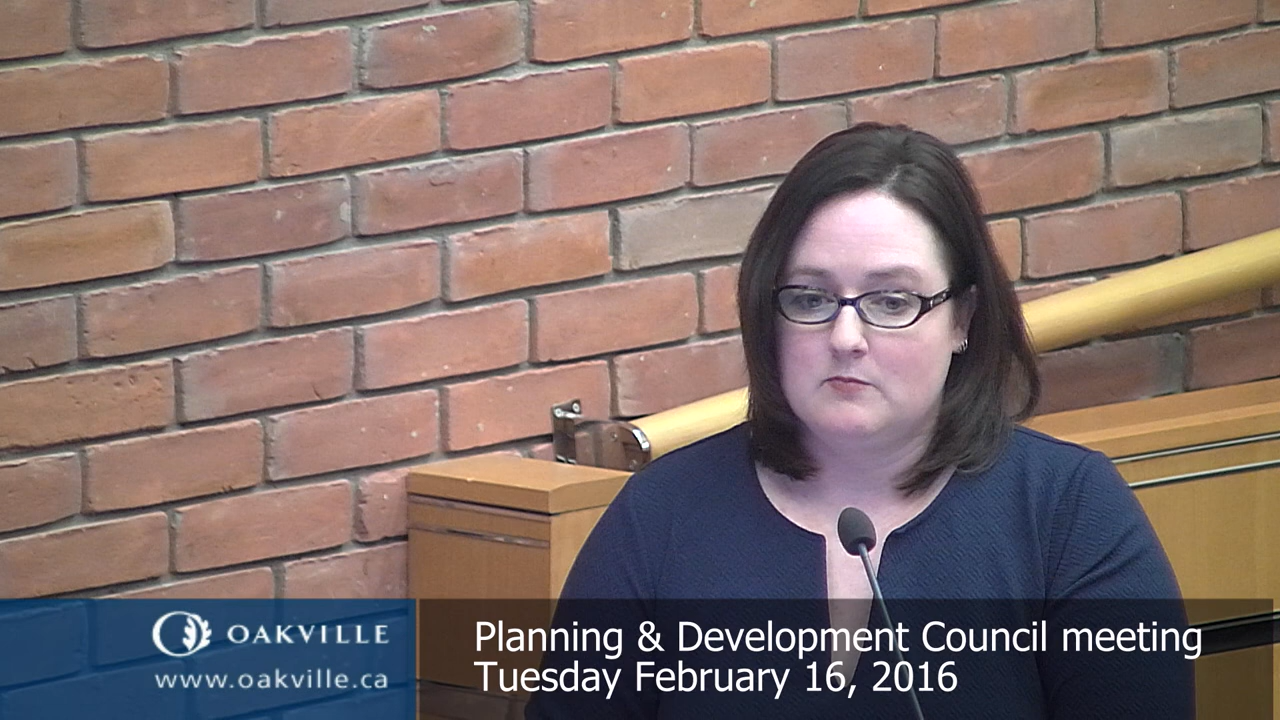 OAKVILLE
www.oakville.ca
Planning & Development Council meeting
Tuesday February 16, 2016